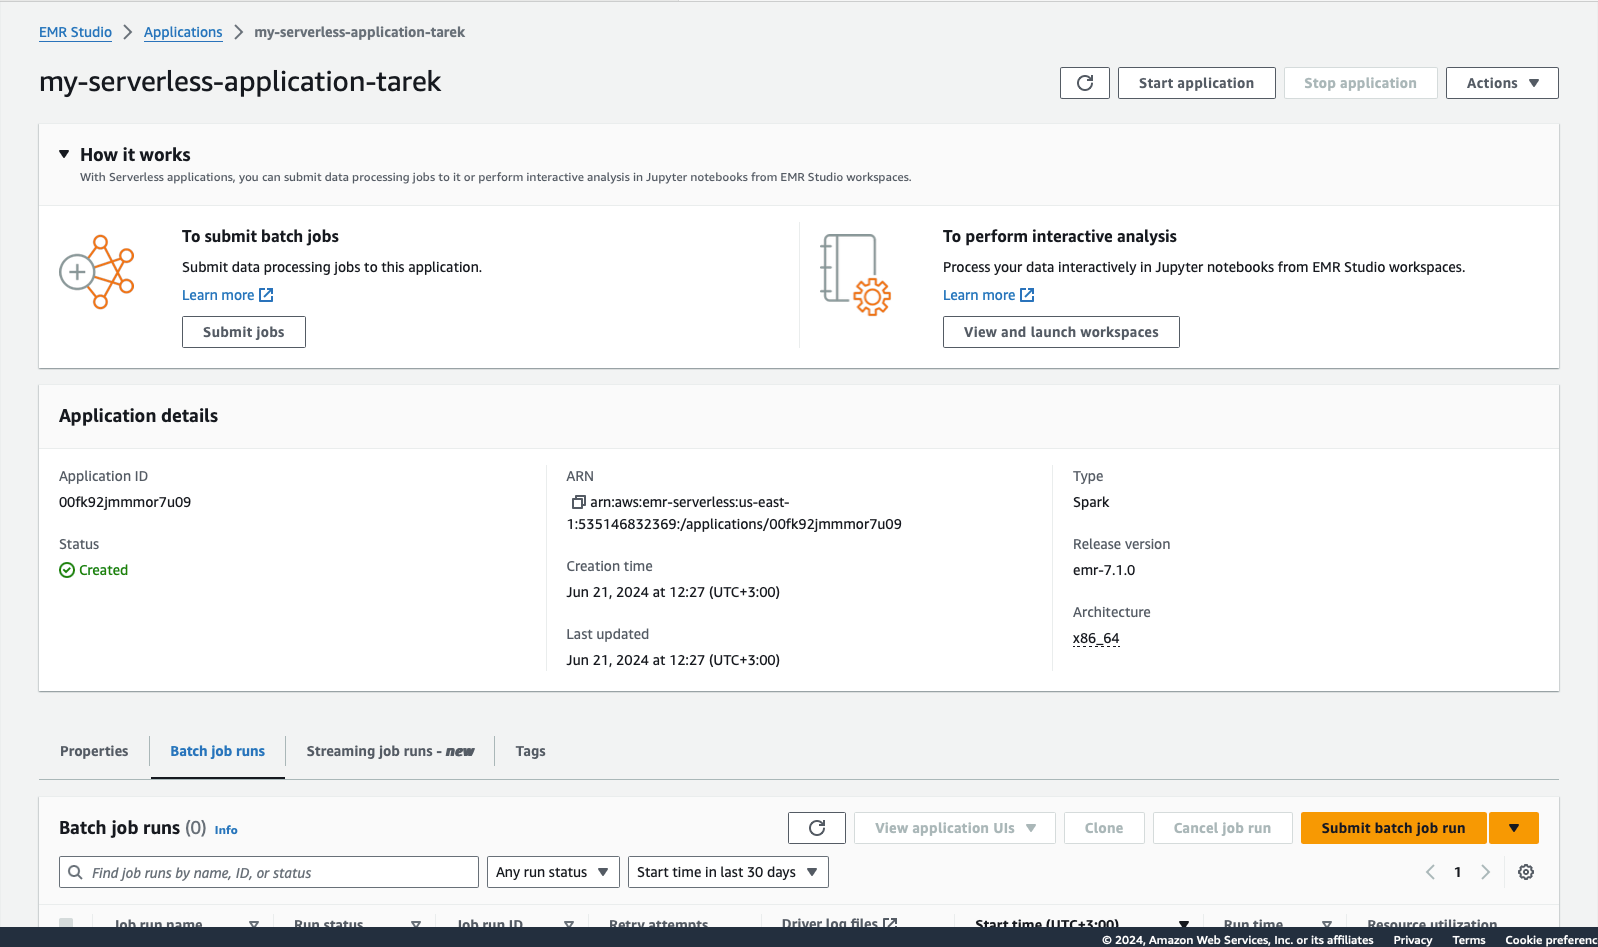 EMR Studio > Applications > my-serverless-application-tarek
my-serverless-application-tarek
Start application Stop application Actions
How it works
With Serverless applications, you can submit data processing jobs to it or perform interactive analysis in Jupyter notebooks from EMR Studio workspaces.
To submit batch jobs
Submit data processing jobs to this application.
Learn more
Submit jobs
To perform interactive analysis
Process your data interactively in Jupyter notebooks from EMR Studio workspaces.
Learn more
View and launch workspaces
Application details
Application ID
00fk92jmmmor7u09
Status
Created
ARN
arn:aws:emr-serverless:us-east-
1:535146832369:/applications/00fk92jmmmor7u09
Creation time
Jun 21, 2024 at 12:27 (UTC+3:00)
Last updated
Jun 21, 2024 at 12:27 (UTC+3:00)
Type
Spark
Release version
emr-7.1.0
Architecture
x86_64
Properties Batch job runs Streaming job runs - new Tags
Batch job runs (0) Info
View application UIs Clone Cancel job run Submit batch job run
Find job runs by name, ID, or status Any run status Start time in last 30 days 1
Job run name Run status Job run ID Retry attempts Driver log files Start time (UTC+3:00) Run time Resource utilization
© 2024, Amazon Web Services, Inc. or its affiliates Privacy Terms Cookie preferenc